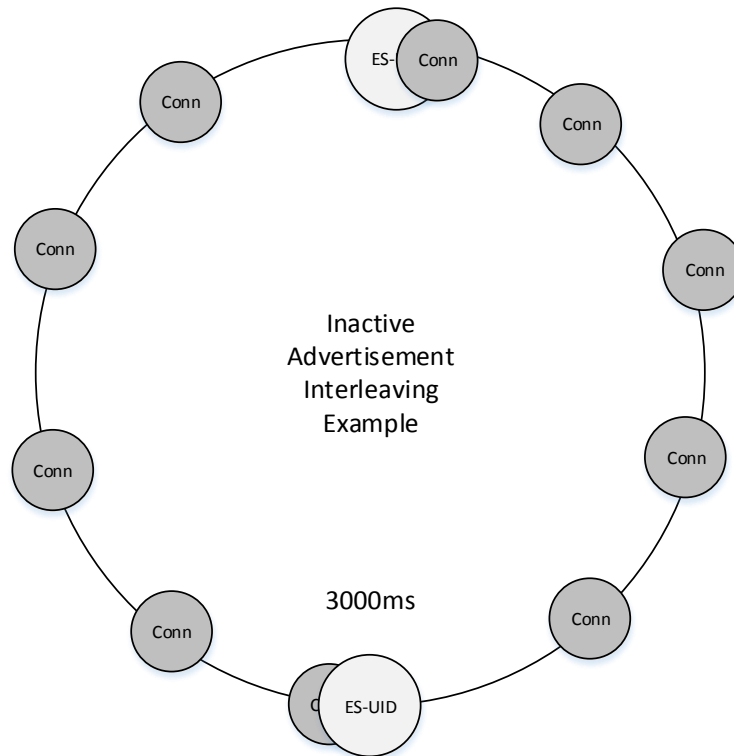 ES-
Conn
Conn
Conn
Conn
Conn
Inactive
Advertisement
Interleaving
Example
Conn
Conn
3000ms
Conn
Conn
ES-UID